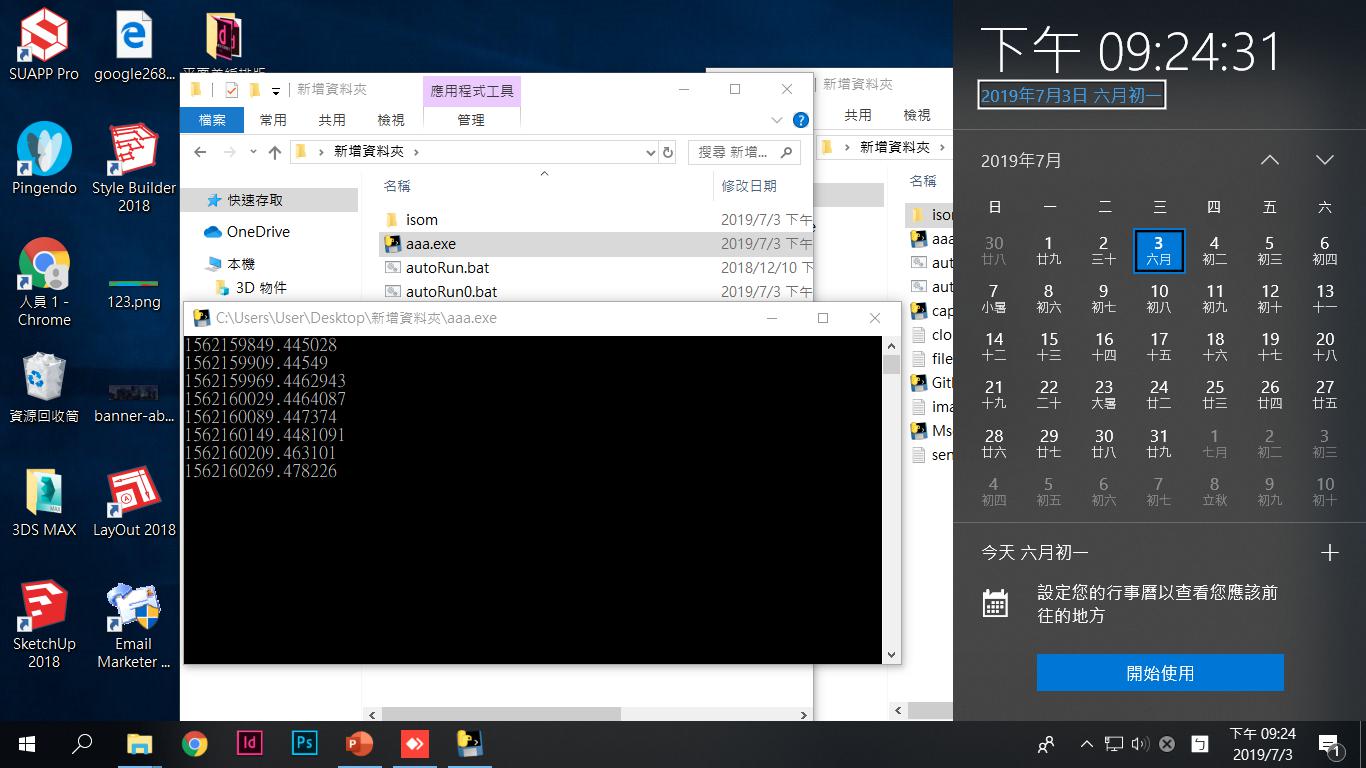 SUAPP Pro
google268...
Pingendo
Style Builder
2018
人員 1 -
Chrome
123.png
資源回收筒
banner-ab...
3DS MAX
LayOut 2018
SketchUp
2018
Email
Marketer ...
新增資料夾
應用程式工具
檔案
常用
共用
檢視
管理
新增資料夾
搜尋 新增...
名稱
修改日期
快速存取
OneDrive
本機
3D 物件
isom
2019/7/3 下午
aaa.exe
2019/7/3 下午
autoRun.bat
2018/12/10 下
autoRun0.bat
2019/7/3 下午
C:\Users\User\Desktop\新增資料夾\aaa.exe
1562159849.445028
1562159909.44549
1562159969.4462943
1562160029.4464087
1562160089.447374
1562160149.4481091
1562160209.463101
1562160269.478226
新增資料夾
共用
檢視
新增資料夾
名稱
isor
aaa
aut
aut
cap
clo
file
Gitl
ima
Ms
sen
下午 09:24:31
2019年7月3日 六月初一
2019年7月
日 一 二 三 四 五 六
30 1 2 3 4 5 6
廿八 廿九 三十 六月 初二 初三 初四
7 8 9 10 11 12 13
小暑 初六 初七 初八 初九 初十 十一
14 15 16 17 18 19 20
十二 十三 十四 十五 十六 十七 十八
21 22 23 24 25 26 27
十九 二十 大暑 廿二 廿三 廿四 廿五
28 29 30 31 1 2 3
廿六 廿七 廿八 廿九 七月 初二 初三
4 5 6 7 8 9 10
初四 初五 初六 初七 立秋 初九 初十
今天 六月初一
設定您的行事曆以查看您應該前
往的地方
開始使用
下午 09:24
2019/7/3
1